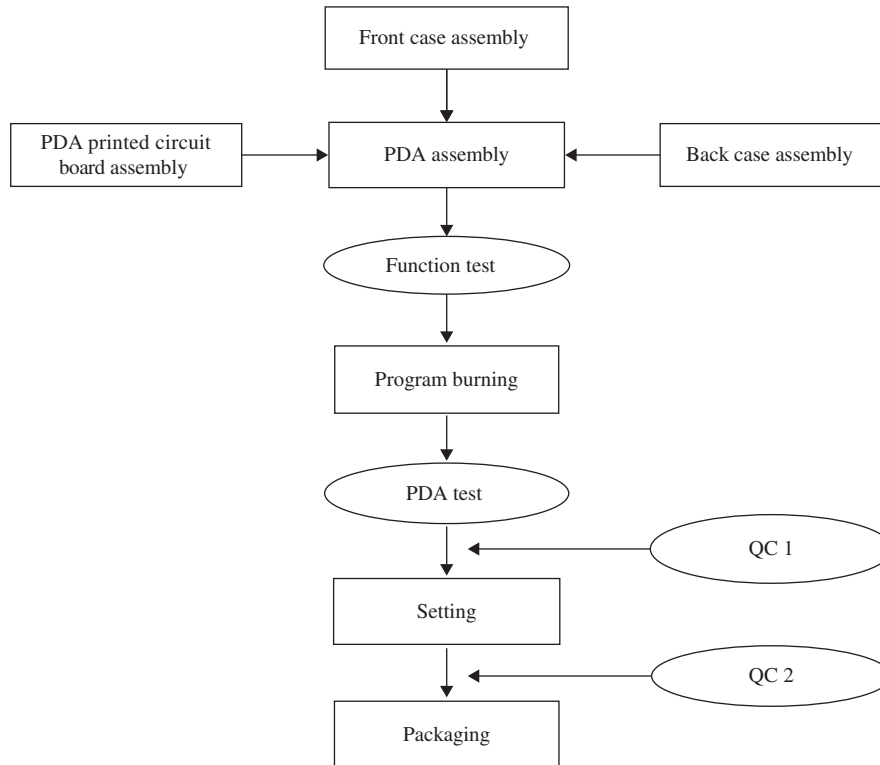 Front case assembly
PDA printed circuit
board assembly
PDA assembly
Back case assembly
Function test
Program burning
PDA test
QC 1
Setting
QC 2
Packaging